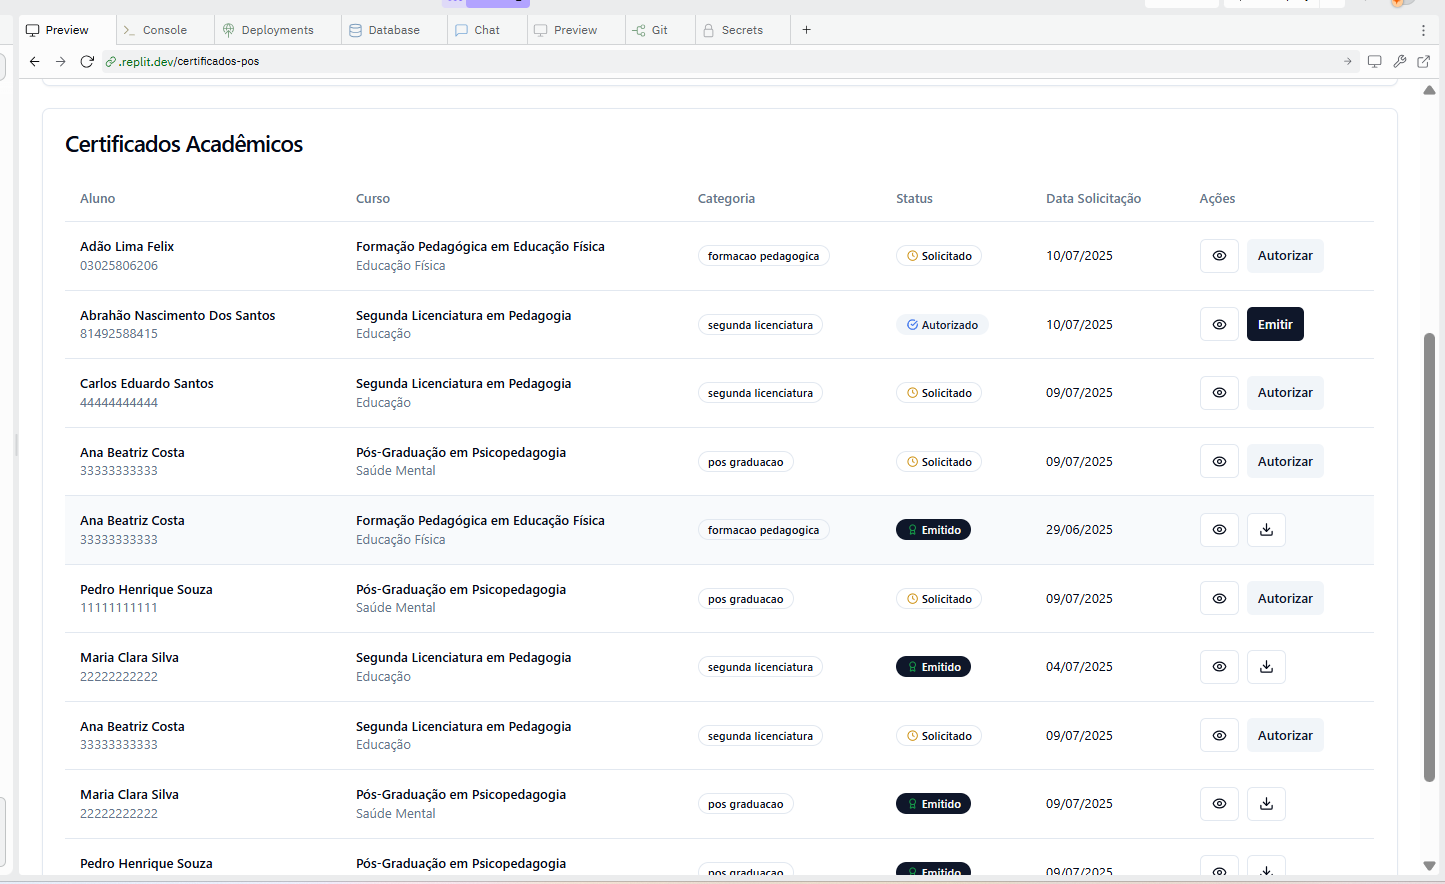 Preview
Console
Deployments
Database
Chat
Preview
Git
Secrets
.replit.dev/certificados-pos
Certificados Acadêmicos
Aluno Curso Categoria Status Data Solicitação Ações
Adão Lima Felix Formação Pedagógica em Educação Física formacao pedagogica Solicitado 10/07/2025 Autorizar
03025806206 Educação Física
Abrahão Nascimento Dos Santos Segunda Licenciatura em Pedagogia segunda licenciatura Autorizado 10/07/2025 Emitir
81492588415 Educação
Carlos Eduardo Santos Segunda Licenciatura em Pedagogia segunda licenciatura Solicitado 09/07/2025 Autorizar
44444444444 Educação
Ana Beatriz Costa Pós-Graduação em Psicopedagogia pos graduacao Solicitado 09/07/2025 Autorizar
33333333333 Saúde Mental
Ana Beatriz Costa Formação Pedagógica em Educação Física formacao pedagogica Emitido 29/06/2025
33333333333 Educação Física
Pedro Henrique Souza Pós-Graduação em Psicopedagogia pos graduacao Solicitado 09/07/2025 Autorizar
11111111111 Saúde Mental
Maria Clara Silva Segunda Licenciatura em Pedagogia segunda licenciatura Emitido 04/07/2025
22222222222 Educação
Ana Beatriz Costa Segunda Licenciatura em Pedagogia segunda licenciatura Solicitado 09/07/2025 Autorizar
33333333333 Educação
Maria Clara Silva Pós-Graduação em Psicopedagogia pos graduacao Emitido 09/07/2025
22222222222 Saúde Mental
Pedro Henrique Souza Pós-Graduação em Psicopedagogia pos graduacao Emitido 09/07/2025